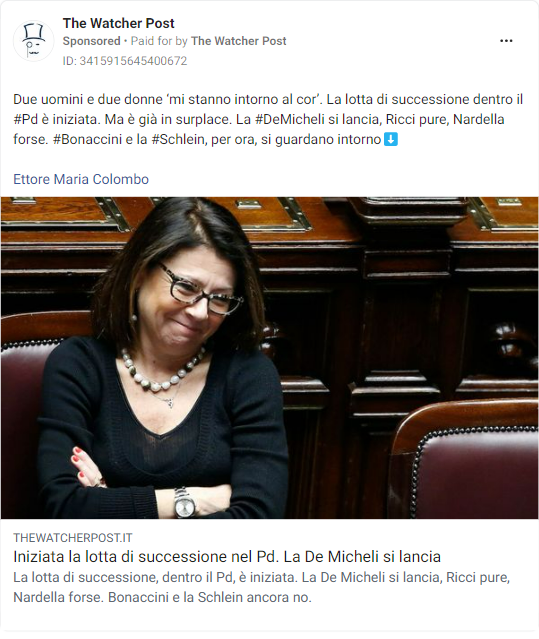 The Watcher Post
Sponsored • Paid for by The Watcher Post
ID: 3415915645400672
Due uomini e due donne ‘mi stanno intorno al cor’. La lotta di successione dentro il
#Pd è iniziata. Ma è già in surplace. La #DeMicheli si lancia, Ricci pure, Nardella
forse. #Bonaccini e la #Schlein, per ora, si guardano intorno⬇️
Ettore Maria Colombo
THEWATCHERPOST.IT
Iniziata la lotta di successione nel Pd. La De Micheli si lancia
La lotta di successione, dentro il Pd, è iniziata. La De Micheli si lancia, Ricci pure,
Nardella forse. Bonaccini e la Schlein ancora no.